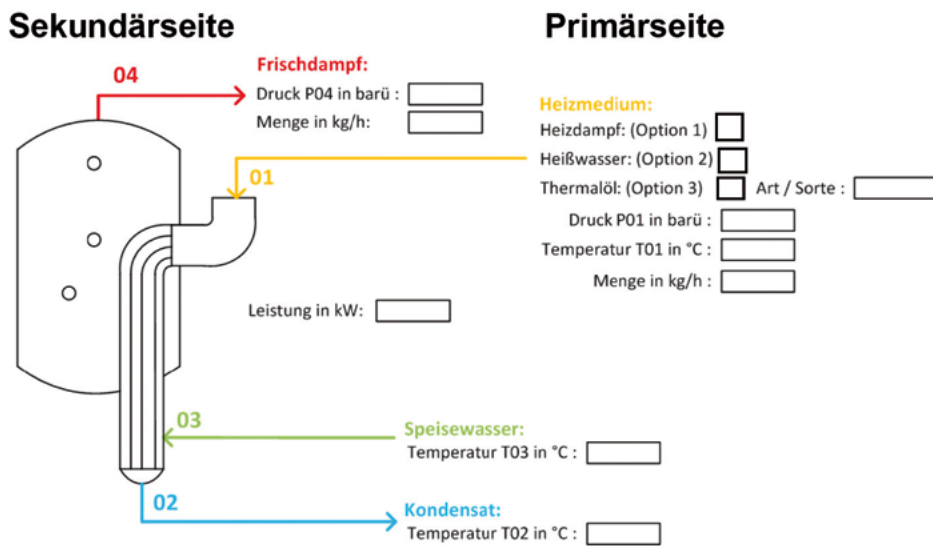 Sekundärseite
Primärseite
04
Frischdampf:
Druck P04 in barü :
Menge in kg/h:
Heizmedium:
Heizdampf: (Option 1)
Heißwasser: (Option 2)
Thermalöl: (Option 3) Art / Sorte :
Druck P01 in barü :
Temperatur T01 in °C :
Menge in kg/h :
01
Leistung in kW:
03
Speisewasser:
Temperatur T03 in °C :
02
Kondensat:
Temperatur T02 in °C :